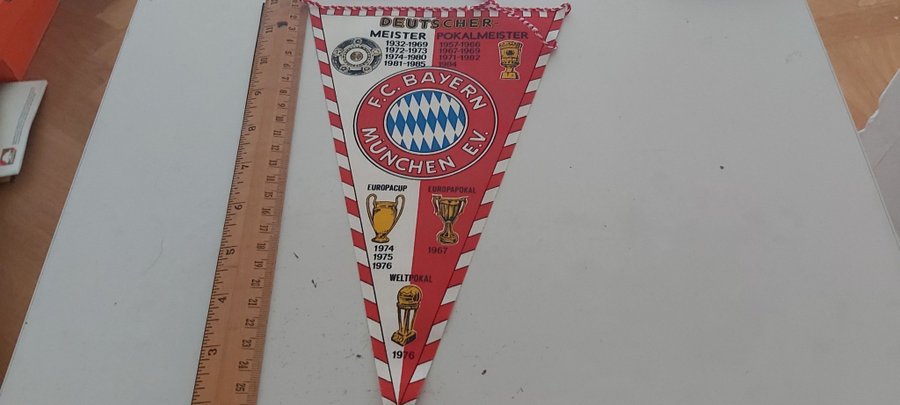 DEUTSCHER
MEISTER POKALMEISTER
1932-1969 1957-1966
1972-1973 1967-1969
1974-1980 1971-1982
1981-1985 1984
F.C. BAYERN
MÜNCHEN E.V.
EUROPACUP EUROPAPOKAL
1974 1967
1975
1976
WELTPOKAL
1976